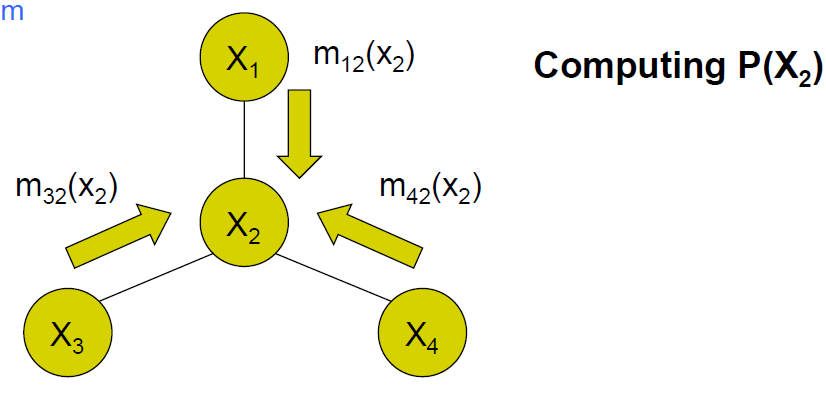 m
X1
m12(x2)
Computing P(X2)
m32(x2)
m42(x2)
X2
X3
X4